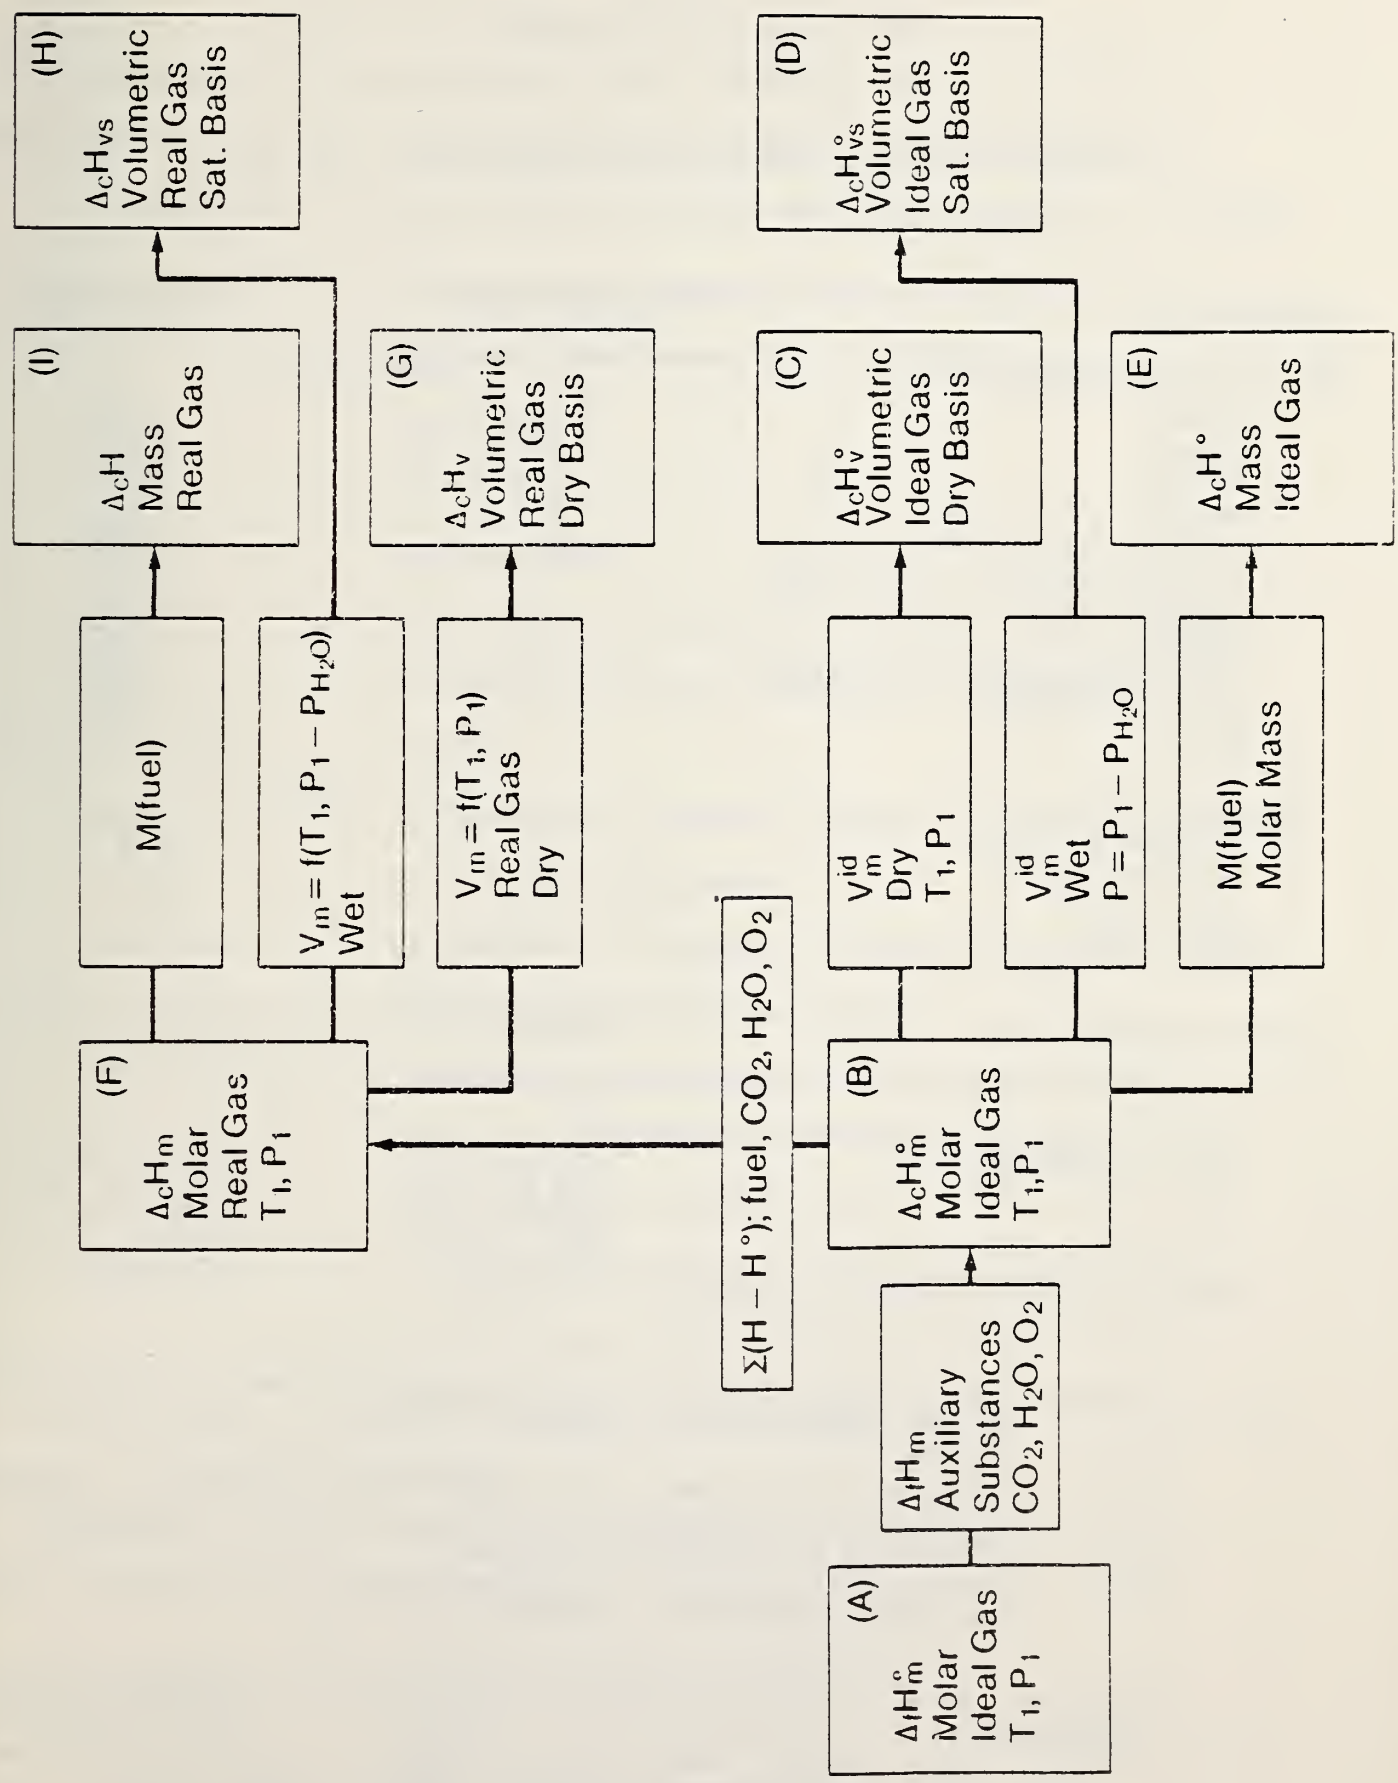 (A)
ΔfH°m
Molar
Ideal Gas
T₁, P₁
ΔfHm
Auxiliary
Substances
CO₂, H₂O, O₂
(B)
ΔcH°m
Molar
Ideal Gas
T₁, P₁
Σ(H − H°); fuel, CO₂, H₂O, O₂
(F)
ΔcHm
Molar
Real Gas
T₁, P₁
M(fuel)
Vm = f(T₁, P₁ − PH₂O)
Wet
Vm = f(T₁, P₁)
Real Gas
Dry
V id m
Dry
T₁, P₁
V id m
Wet
P = P₁ − PH₂O
M(fuel)
Molar Mass
(I)
ΔcH
Mass
Real Gas
(G)
ΔcHv
Volumetric
Real Gas
Dry Basis
(C)
ΔcH°v
Volumetric
Ideal Gas
Dry Basis
(E)
ΔcH°
Mass
Ideal Gas
(H)
ΔcHvs
Volumetric
Real Gas
Sat. Basis
(D)
ΔcH°vs
Volumetric
Ideal Gas
Sat. Basis